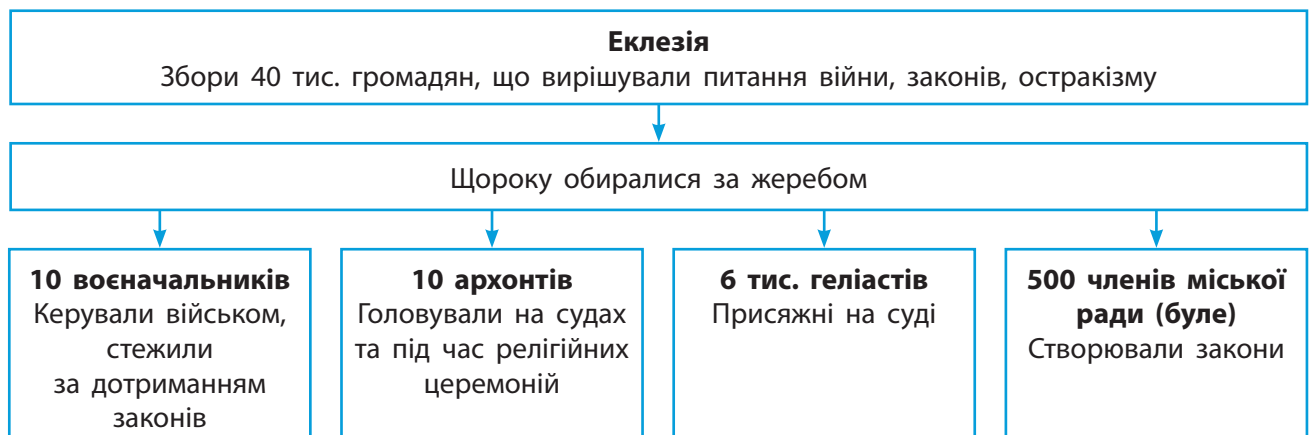 Еклезія
Збори 40 тис. громадян, що вирішували питання війни, законів, остракізму
Щороку обиралися за жеребом
10 воєначальників
Керували військом,
стежили
за дотриманням
законів
10 архонтів
Головували на судах
та під час релігійних
церемоній
6 тис. геліастів
Присяжні на суді
500 членів міської
ради (буле)
Створювали закони